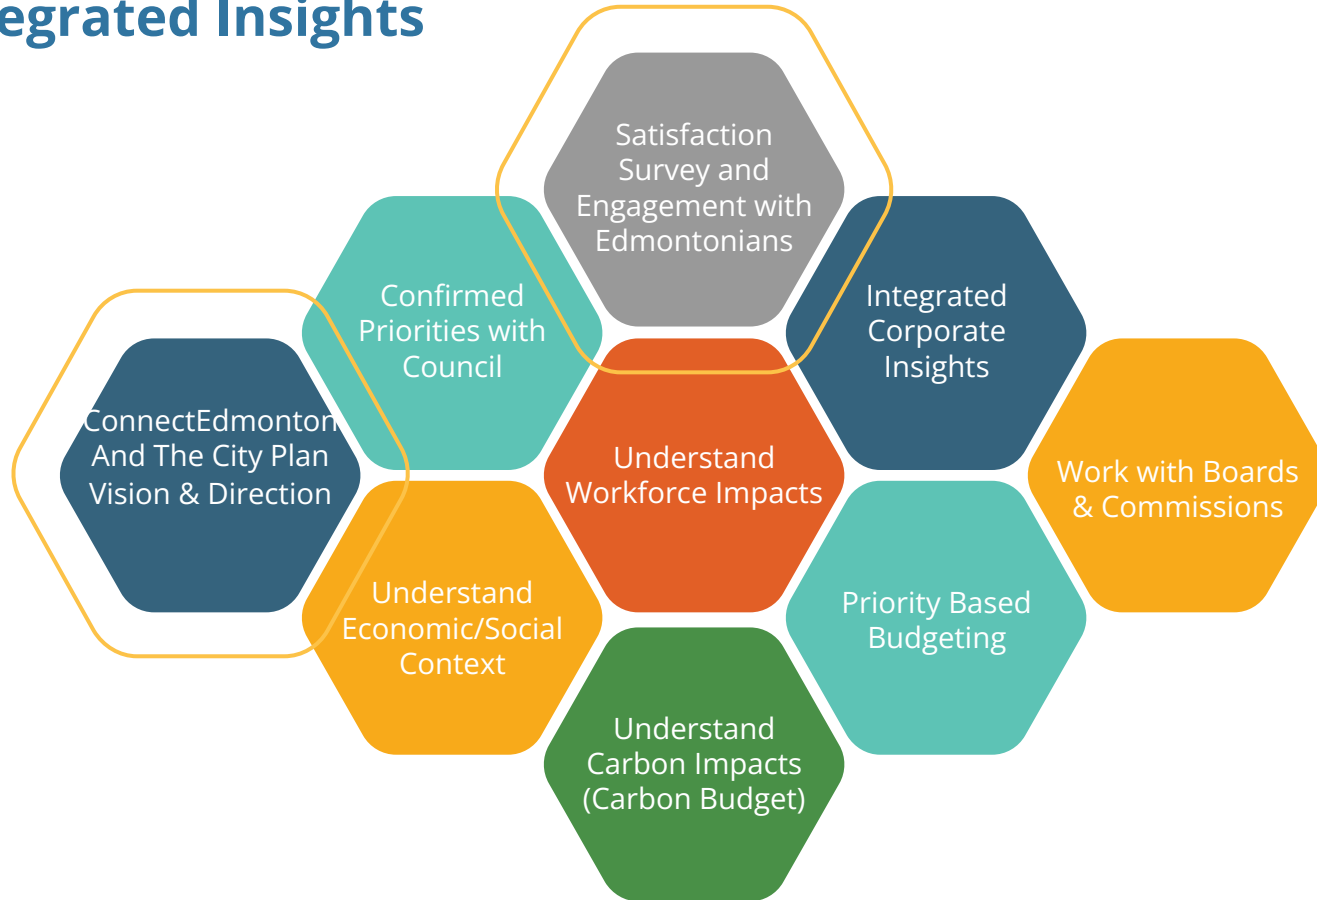 egrated Insights
Satisfaction
Survey and
Engagement with
Edmontonians
Confirmed
Priorities with
Council
Integrated
Corporate
Insights
ConnectEdmonton
And The City Plan
Vision & Direction
Understand
Workforce Impacts
Work with Boards
& Commissions
Understand
Economic/Social
Context
Priority Based
Budgeting
Understand
Carbon Impacts
(Carbon Budget)